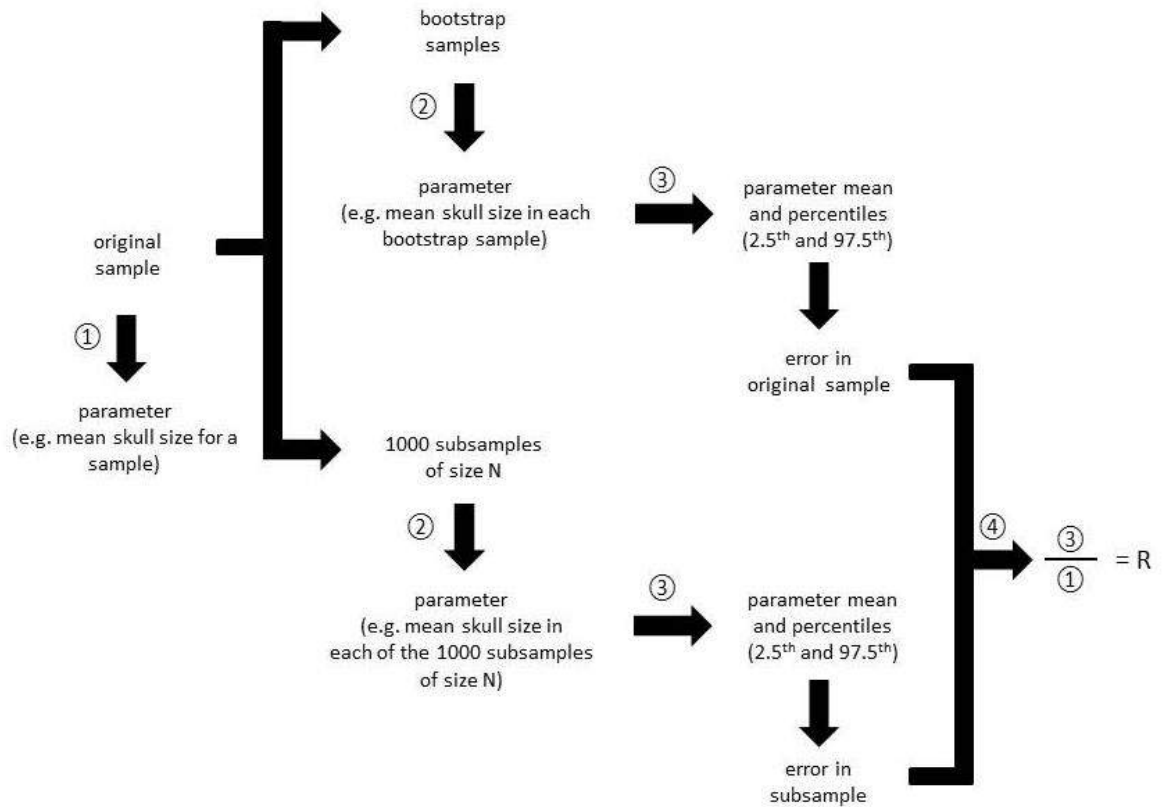 bootstrap
samples
②
parameter
(e.g. mean skull size in each
bootstrap sample)
③
parameter mean
and percentiles
(2.5th and 97.5th)
error in
original sample
original
sample
①
parameter
(e.g. mean skull size for a
sample)
1000 subsamples
of size N
②
parameter
(e.g. mean skull size in
each of the 1000 subsamples
of size N)
③
parameter mean
and percentiles
(2.5th and 97.5th)
error in
subsample
④
③
① = R